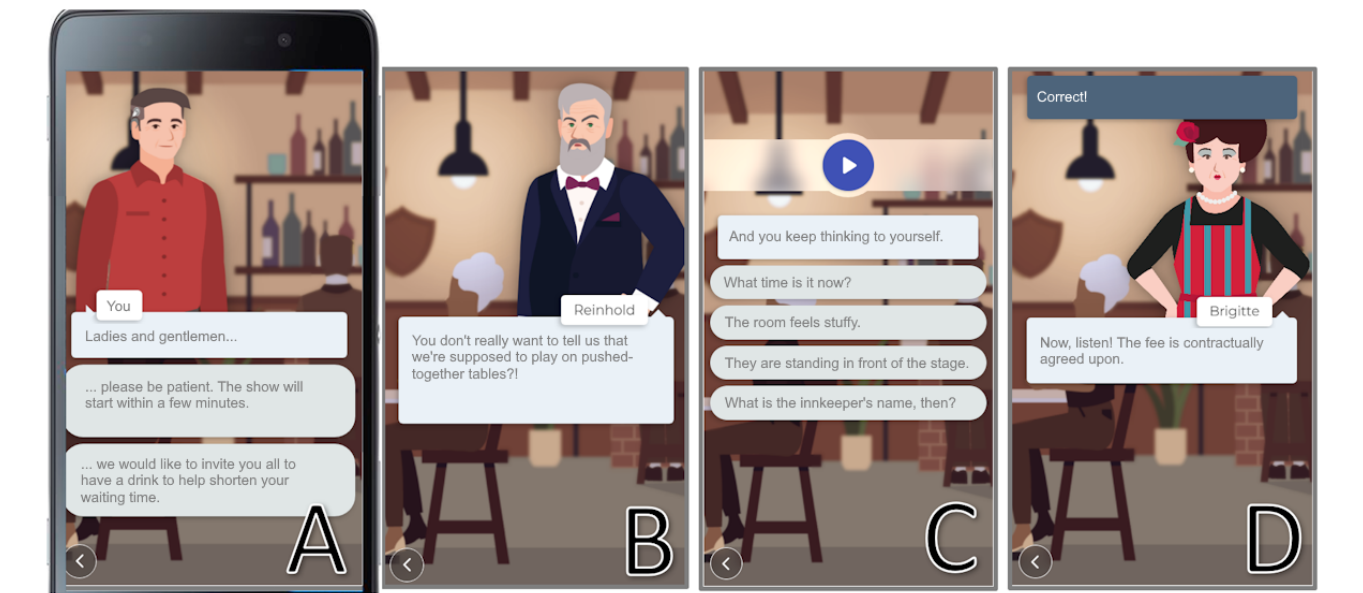 You
Ladies and gentlemen...
... please be patient. The show will
start within a few minutes.
... we would like to invite you all to
have a drink to help shorten your
waiting time.
A
Reinhold
You don't really want to tell us that
we're supposed to play on pushed-
together tables?!
B
And you keep thinking to yourself.
What time is it now?
The room feels stuffy.
They are standing in front of the stage.
What is the innkeeper's name, then?
C
Correct!
Brigitte
Now, listen! The fee is contractually
agreed upon.
D